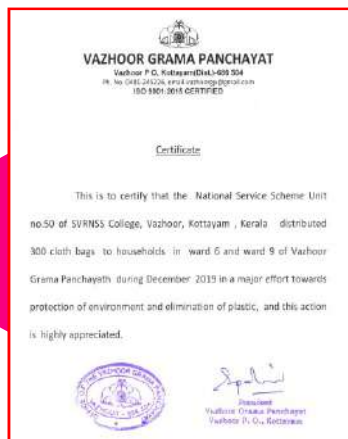 VAZHOOR GRAMA PANCHAYAT
Vazhoor P.O, Kottayam(Dist.)-686 504
ISO 9001:2015 CERTIFIED
Certificate
This is to certify that the National Service Scheme Unit
no.50 of SVRNSS College, Vazhoor, Kottayam , Kerala distributed
300 cloth bags to households in ward 6 and ward 9 of Vazhoor
Grama Panchayath during December 2019 in a major effort towards
protection of environment and elimination of plastic, and this action
is highly appreciated.
President
Vazhoor Grama Panchayat
Vazhoor P. O., Kottayam